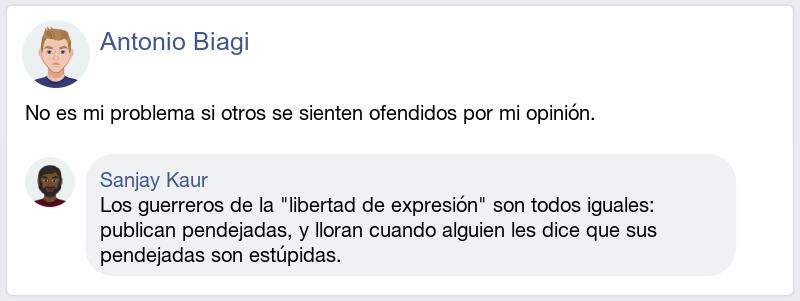 Antonio Biagi
No es mi problema si otros se sienten ofendidos por mi opinión.
Sanjay Kaur
Los guerreros de la "libertad de expresión" son todos iguales:
publican pendejadas, y lloran cuando alguien les dice que sus
pendejadas son estúpidas.